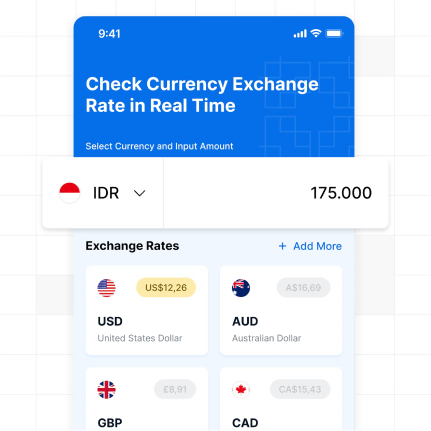 9:41
Check Currency Exchange
Rate in Real Time
Select Currency and Input Amount
IDR 175.000
Exchange Rates + Add More
US$12,26 A$16,69
USD AUD
United States Dollar Australian Dollar
£8,91 CA$15,43
GBP CAD